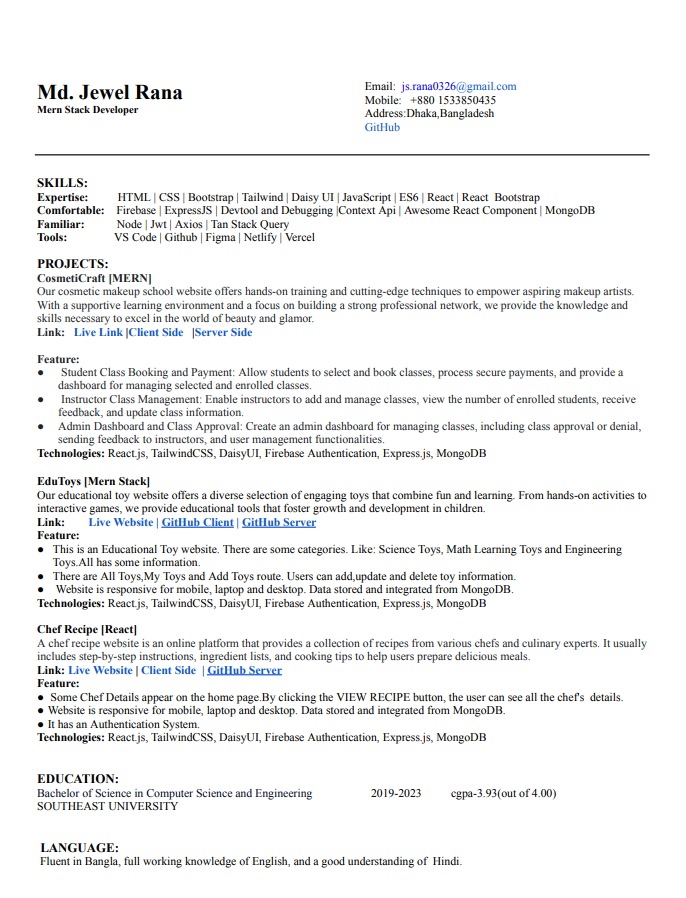 Md. Jewel Rana
Mern Stack Developer
Email: js.rana0326@gmail.com
Mobile: +880 1533850435
Address:Dhaka,Bangladesh
GitHub
SKILLS:
Expertise: HTML | CSS | Bootstrap | Tailwind | Daisy UI | JavaScript | ES6 | React | React Bootstrap
Comfortable: Firebase | ExpressJS | Devtool and Debugging |Context Api | Awesome React Component | MongoDB
Familiar: Node | Jwt | Axios | Tan Stack Query
Tools: VS Code | Github | Figma | Netlify | Vercel
PROJECTS:
CosmetiCraft [MERN]
Our cosmetic makeup school website offers hands-on training and cutting-edge techniques to empower aspiring makeup artists.
With a supportive learning environment and a focus on building a strong professional network, we provide the knowledge and
skills necessary to excel in the world of beauty and glamor.
Link: Live Link |Client Side |Server Side
Feature:
● Student Class Booking and Payment: Allow students to select and book classes, process secure payments, and provide a
dashboard for managing selected and enrolled classes.
● Instructor Class Management: Enable instructors to add and manage classes, view the number of enrolled students, receive
feedback, and update class information.
● Admin Dashboard and Class Approval: Create an admin dashboard for managing classes, including class approval or denial,
sending feedback to instructors, and user management functionalities.
Technologies: React.js, TailwindCSS, DaisyUI, Firebase Authentication, Express.js, MongoDB
EduToys [Mern Stack]
Our educational toy website offers a diverse selection of engaging toys that combine fun and learning. From hands-on activities to
interactive games, we provide educational tools that foster growth and development in children.
Link: Live Website | GitHub Client | GitHub Server
Feature:
● This is an Educational Toy website. There are some categories. Like: Science Toys, Math Learning Toys and Engineering
Toys.All has some information.
● There are All Toys,My Toys and Add Toys route. Users can add,update and delete toy information.
● Website is responsive for mobile, laptop and desktop. Data stored and integrated from MongoDB.
Technologies: React.js, TailwindCSS, DaisyUI, Firebase Authentication, Express.js, MongoDB
Chef Recipe [React]
A chef recipe website is an online platform that provides a collection of recipes from various chefs and culinary experts. It usually
includes step-by-step instructions, ingredient lists, and cooking tips to help users prepare delicious meals.
Link: Live Website | Client Side | GitHub Server
Feature:
● Some Chef Details appear on the home page.By clicking the VIEW RECIPE button, the user can see all the chef's details.
● Website is responsive for mobile, laptop and desktop. Data stored and integrated from MongoDB.
● It has an Authentication System.
Technologies: React.js, TailwindCSS, DaisyUI, Firebase Authentication, Express.js, MongoDB
EDUCATION:
Bachelor of Science in Computer Science and Engineering 2019-2023 cgpa-3.93(out of 4.00)
SOUTHEAST UNIVERSITY
LANGUAGE:
Fluent in Bangla, full working knowledge of English, and a good understanding of Hindi.